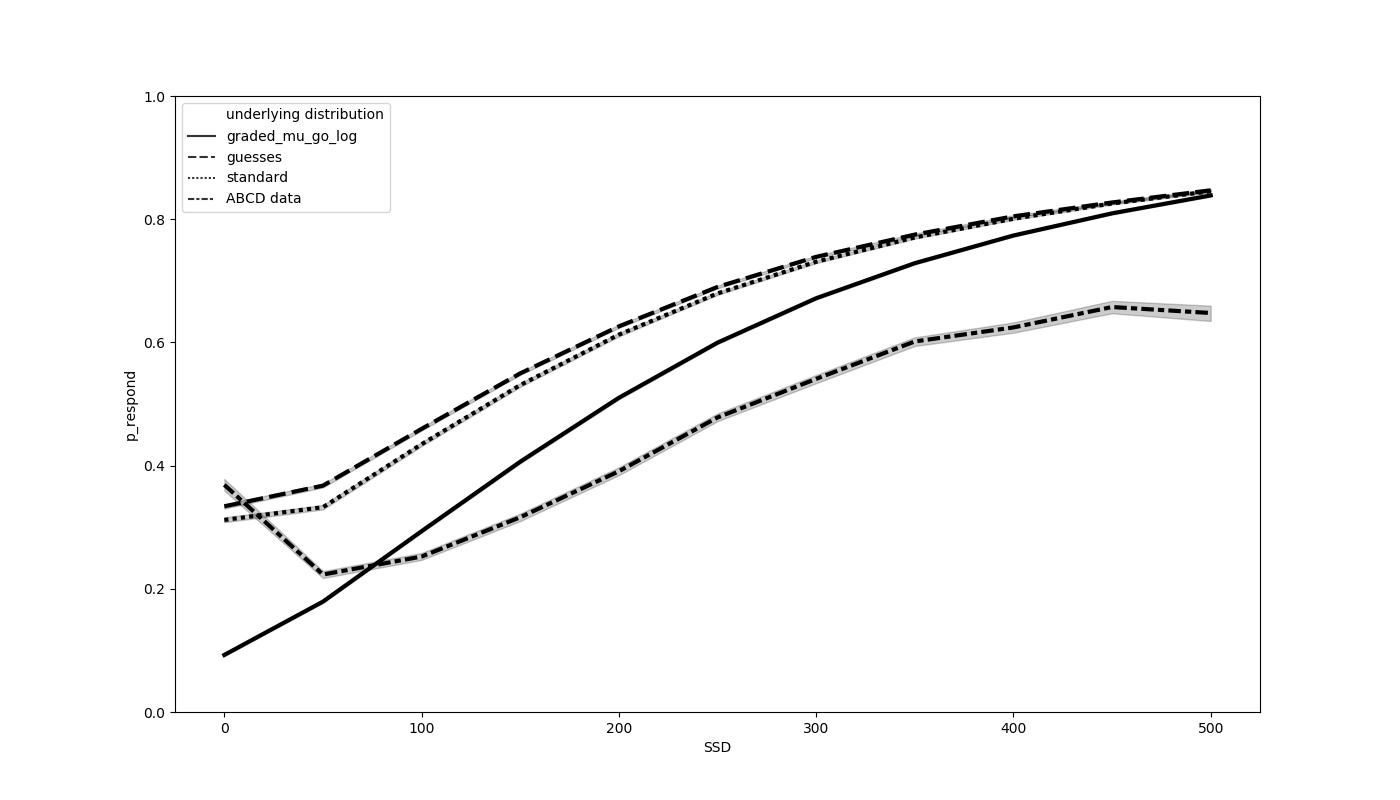 1.0
0.8
0.6
0.4
0.2
0.0
p_respond
underlying distribution
graded_mu_go_log
guesses
standard
ABCD data
0 100 200 300 400 500
SSD